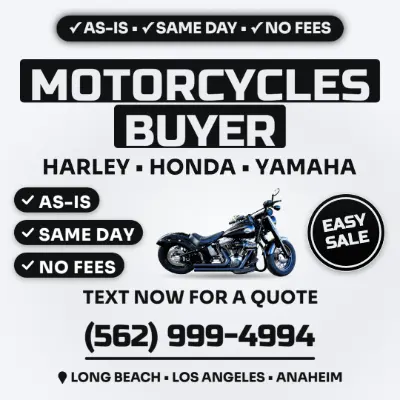 ✓ AS-IS ▪ ✓ SAME DAY ▪ ✓ NO FEES
MOTORCYCLES
BUYER
HARLEY ▪ HONDA ▪ YAMAHA
✓ AS-IS
✓ SAME DAY
✓ NO FEES
EASY
SALE
TEXT NOW FOR A QUOTE
(562) 999-4994
LONG BEACH ▪ LOS ANGELES ▪ ANAHEIM